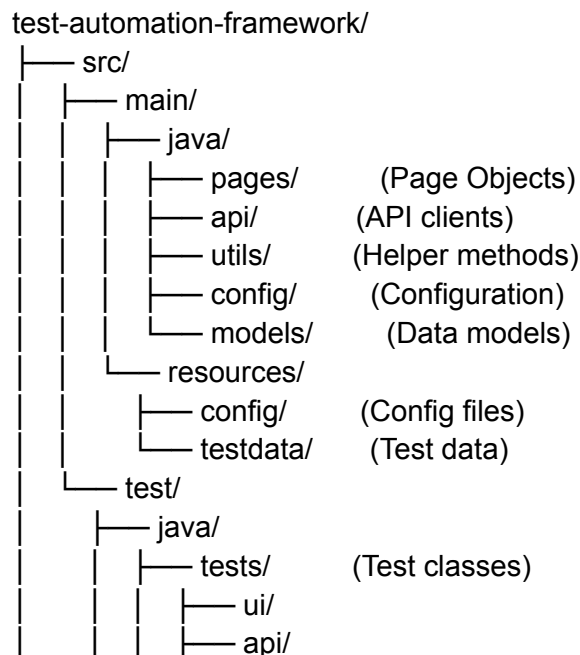 test-automation-framework/
├── src/
│ ├── main/
│ │ ├── java/
│ │ │ ├── pages/ (Page Objects)
│ │ │ ├── api/ (API clients)
│ │ │ ├── utils/ (Helper methods)
│ │ │ ├── config/ (Configuration)
│ │ │ └── models/ (Data models)
│ │ └── resources/
│ │ ├── config/ (Config files)
│ │ └── testdata/ (Test data)
│ └── test/
│ ├── java/
│ │ ├── tests/ (Test classes)
│ │ │ ├── ui/
│ │ │ ├── api/